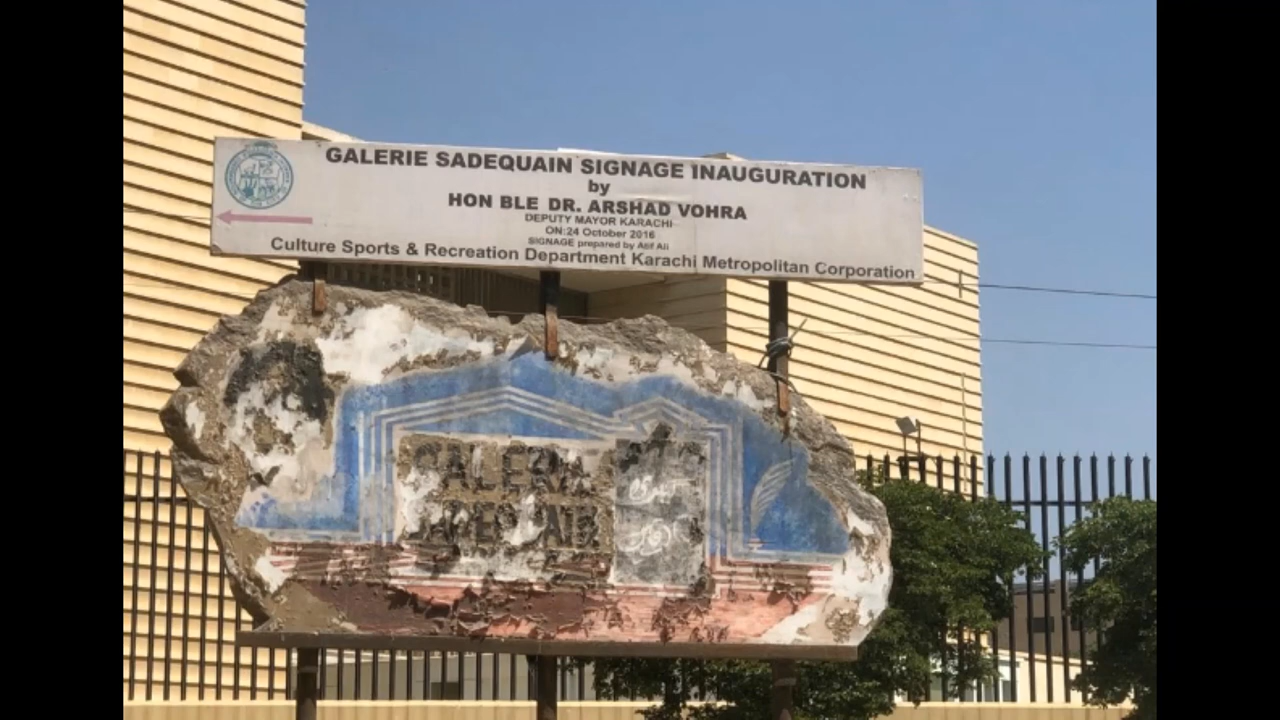 GALERIE SADEQUAIN SIGNAGE INAUGURATION
by
HON BLE DR. ARSHAD VOHRA
DEPUTY MAYOR KARACHI
ON:24 October 2016
SIGNAGE prepared by Atif Ali
Culture Sports & Recreation Department Karachi Metropolitan Corporation
GALERIE